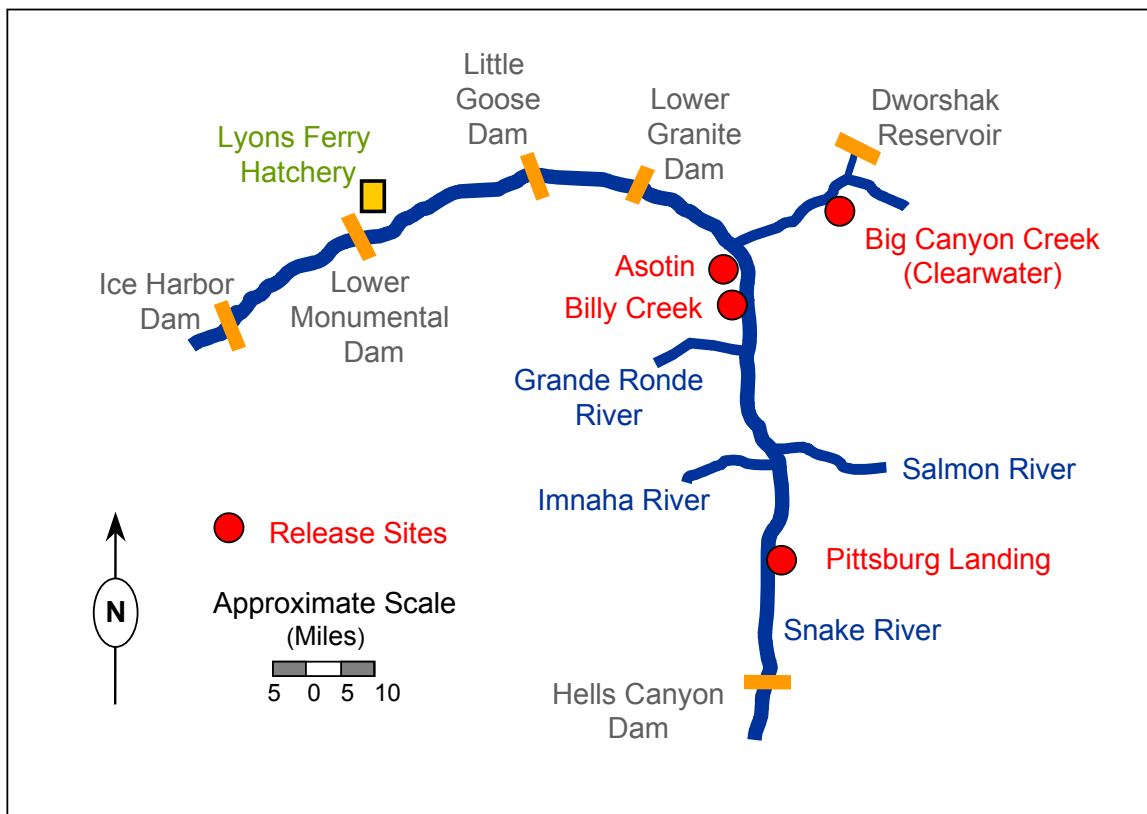 Little
Goose
Dam
Lower
Granite
Dam
Dworshak
Reservoir
Lyons Ferry
Hatchery
Big Canyon Creek
(Clearwater)
Asotin
Billy Creek
Ice Harbor
Dam
Lower
Monumental
Dam
Grande Ronde
River
Salmon River
Imnaha River
Release Sites
Pittsburg Landing
N
Approximate Scale
(Miles)
5 0 5 10
Snake River
Hells Canyon
Dam